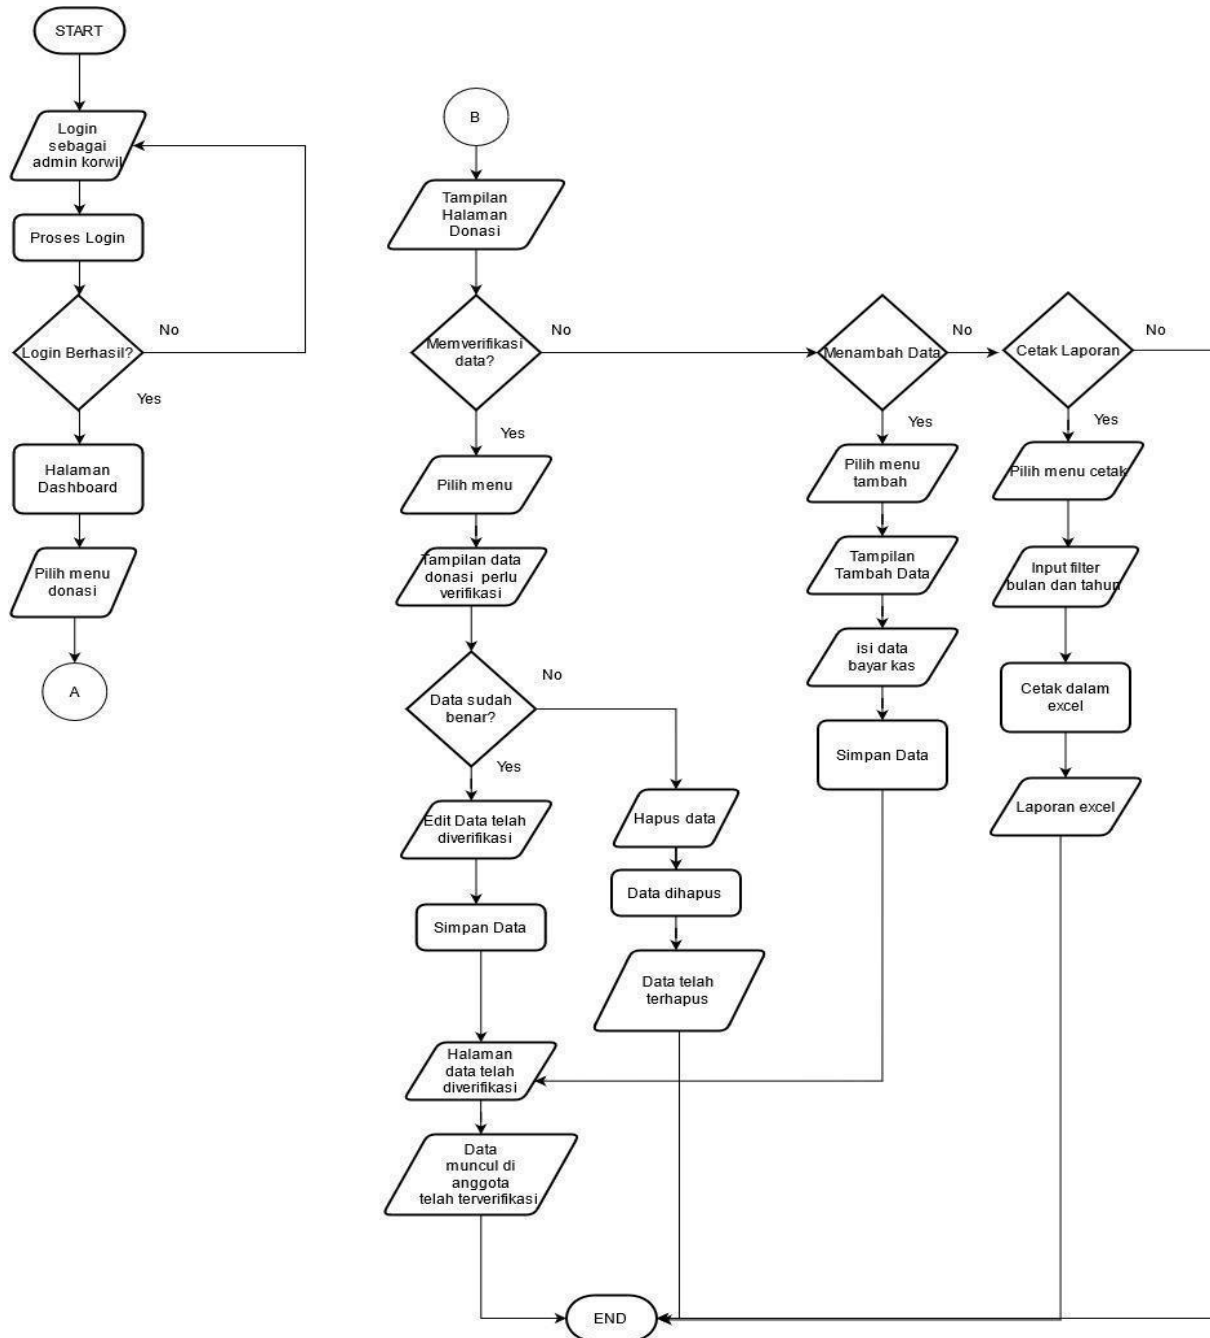 START
Login
sebagai
admin korwil
Proses Login
Login Berhasil?
No
Yes
Halaman
Dashboard
Pilih menu
donasi
A
B
Tampilan
Halaman
Donasi
Memverifikasi
data?
No
Yes
Pilih menu
Tampilan data
donasi perlu
verifikasi
Data sudah
benar?
No
Yes
Edit Data telah
diverifikasi
Simpan Data
Halaman
data telah
diverifikasi
Data
muncul di
anggota
telah terverifikasi
Hapus data
Data dihapus
Data telah
terhapus
Menambah Data
No
Yes
Pilih menu
tambah
Tampilan
Tambah Data
isi data
bayar kas
Simpan Data
Cetak Laporan
No
Yes
Pilih menu cetak
Input filter
bulan dan tahun
Cetak dalam
excel
Laporan excel
END